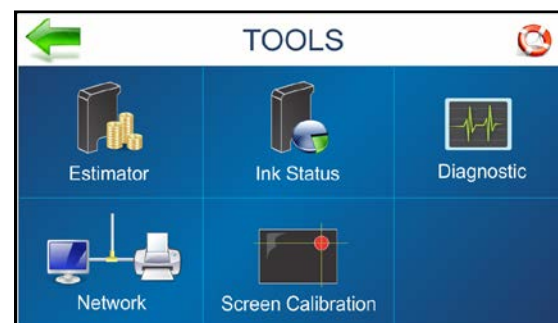 TOOLS
Estimator
Ink Status
Diagnostic
Network
Screen Calibration